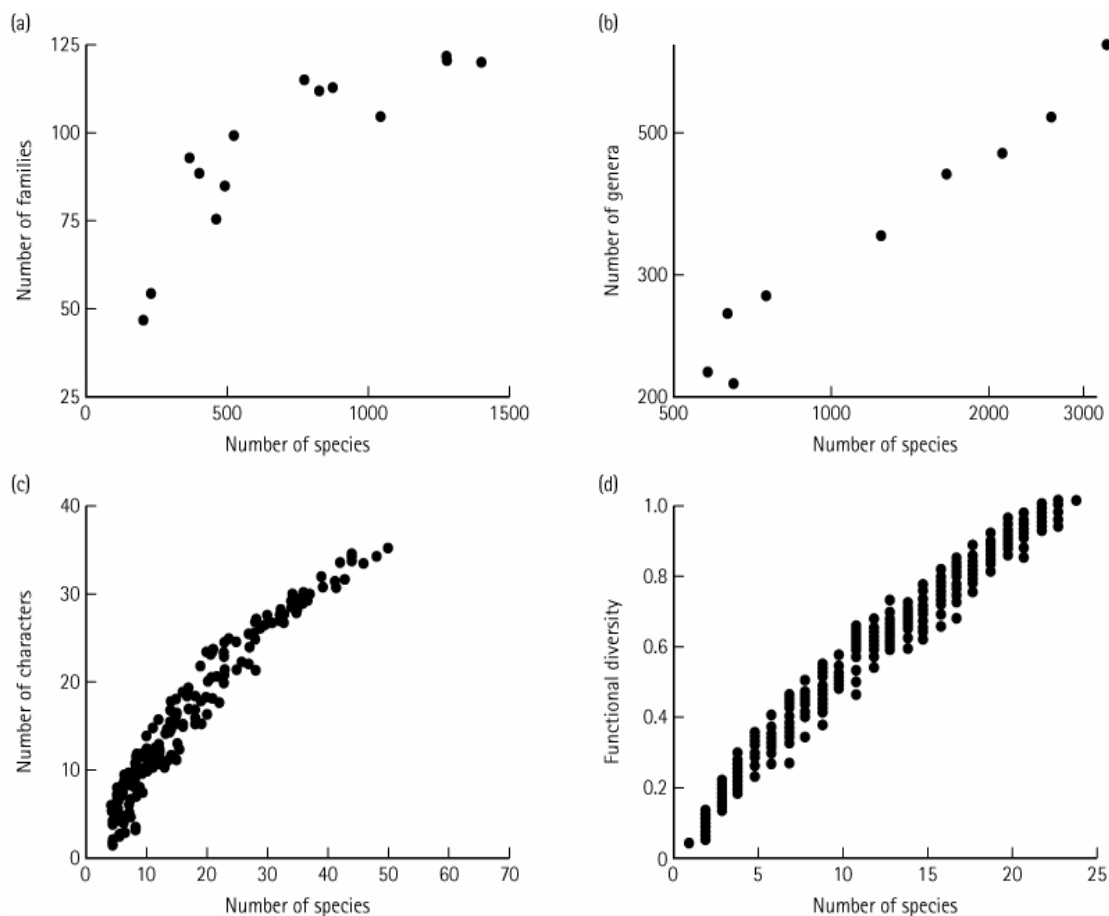 (a)
125
100
75
50
25
Number of families
0 500 1000 1500
Number of species
(b)
500
300
200
Number of genera
500 1000 2000 3000
Number of species
(c)
40
30
20
10
0
Number of characters
0 10 20 30 40 50 60 70
Number of species
(d)
1.0
0.8
0.6
0.4
0.2
0
Functional diversity
0 5 10 15 20 25
Number of species